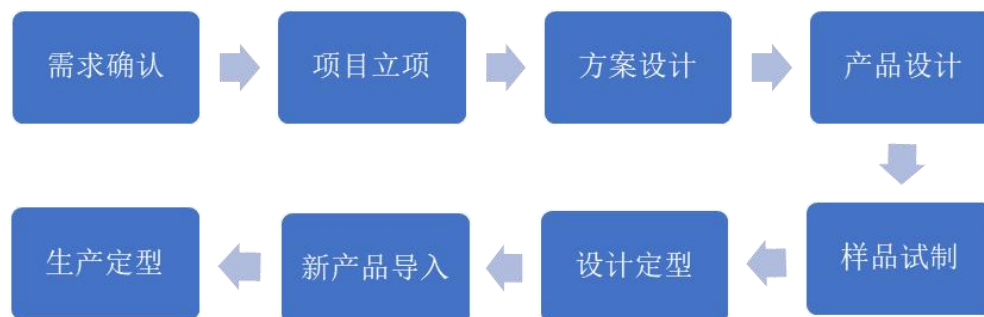 需求确认
项目立项
方案设计
产品设计
样品试制
设计定型
新产品导入
生产定型